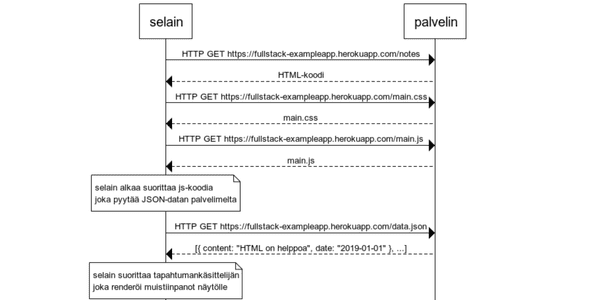 selain palvelin
HTTP GET https://fullstack-exampleapp.herokuapp.com/notes
HTML-koodi
HTTP GET https://fullstack-exampleapp.herokuapp.com/main.css
main.css
HTTP GET https://fullstack-exampleapp.herokuapp.com/main.js
main.js
selain alkaa suorittaa js-koodia
joka pyytää JSON-datan palvelimelta
HTTP GET https://fullstack-exampleapp.herokuapp.com/data.json
[{ content: "HTML on helppoa", date: "2019-01-01" }, ...]
selain suorittaa tapahtumankäsittelijän
joka renderöi muistiinpanot näytölle